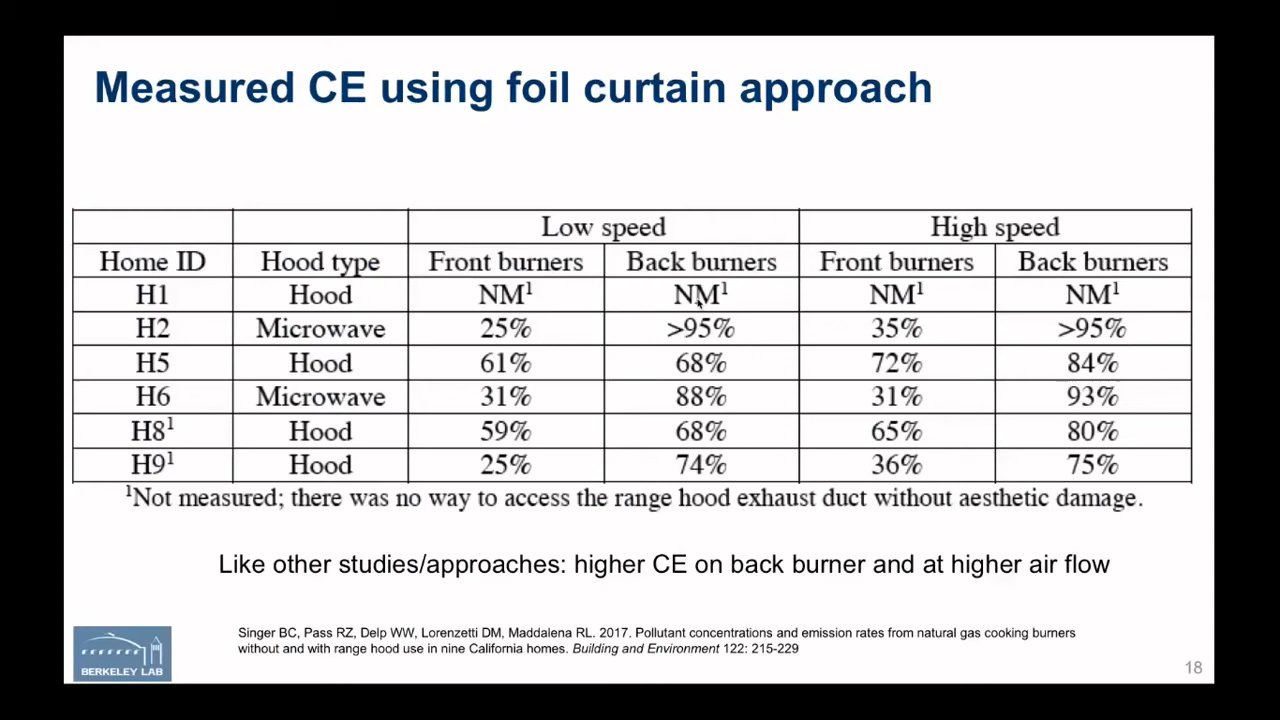 Measured CE using foil curtain approach
Low speed High speed
Home ID Hood type Front burners Back burners Front burners Back burners
H1 Hood NM¹ NM¹ NM¹ NM¹
H2 Microwave 25% >95% 35% >95%
H5 Hood 61% 68% 72% 84%
H6 Microwave 31% 88% 31% 93%
H8¹ Hood 59% 68% 65% 80%
H9¹ Hood 25% 74% 36% 75%
¹Not measured; there was no way to access the range hood exhaust duct without aesthetic damage.
Like other studies/approaches: higher CE on back burner and at higher air flow
Singer BC, Pass RZ, Delp WW, Lorenzetti DM, Maddalena RL. 2017. Pollutant concentrations and emission rates from natural gas cooking burners
without and with range hood use in nine California homes. Building and Environment 122: 215-229
BERKELEY LAB
18